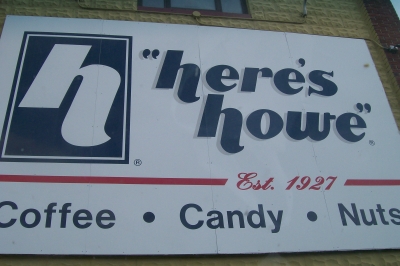 h ®
"here's
howe" ®
Est. 1927
Coffee • Candy • Nuts